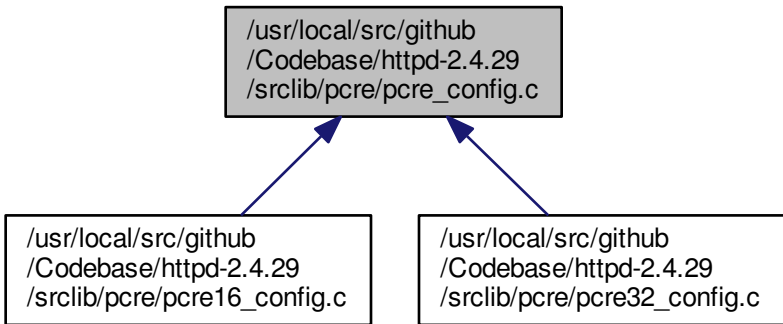 /usr/local/src/github
/Codebase/httpd-2.4.29
/srclib/pcre/pcre_config.c
/usr/local/src/github
/Codebase/httpd-2.4.29
/srclib/pcre/pcre16_config.c
/usr/local/src/github
/Codebase/httpd-2.4.29
/srclib/pcre/pcre32_config.c